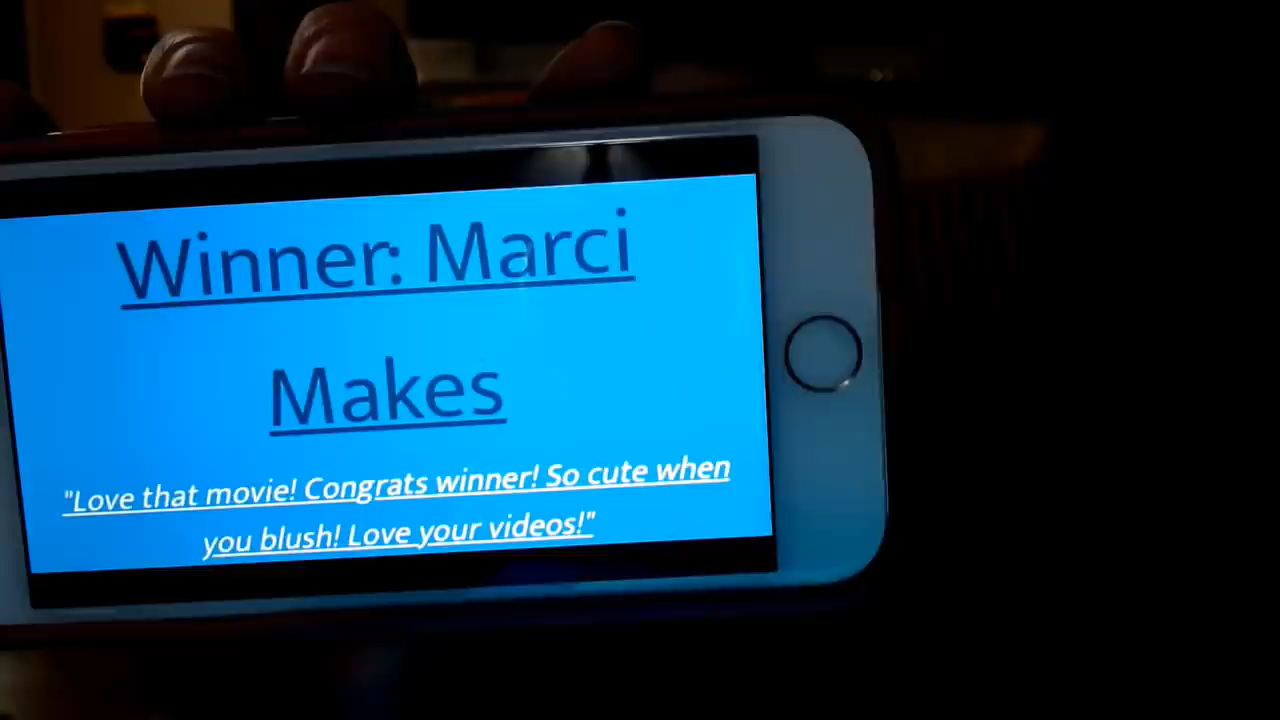 Winner: Marci
Makes
"Love that movie! Congrats winner! So cute when
you blush! Love your videos!"